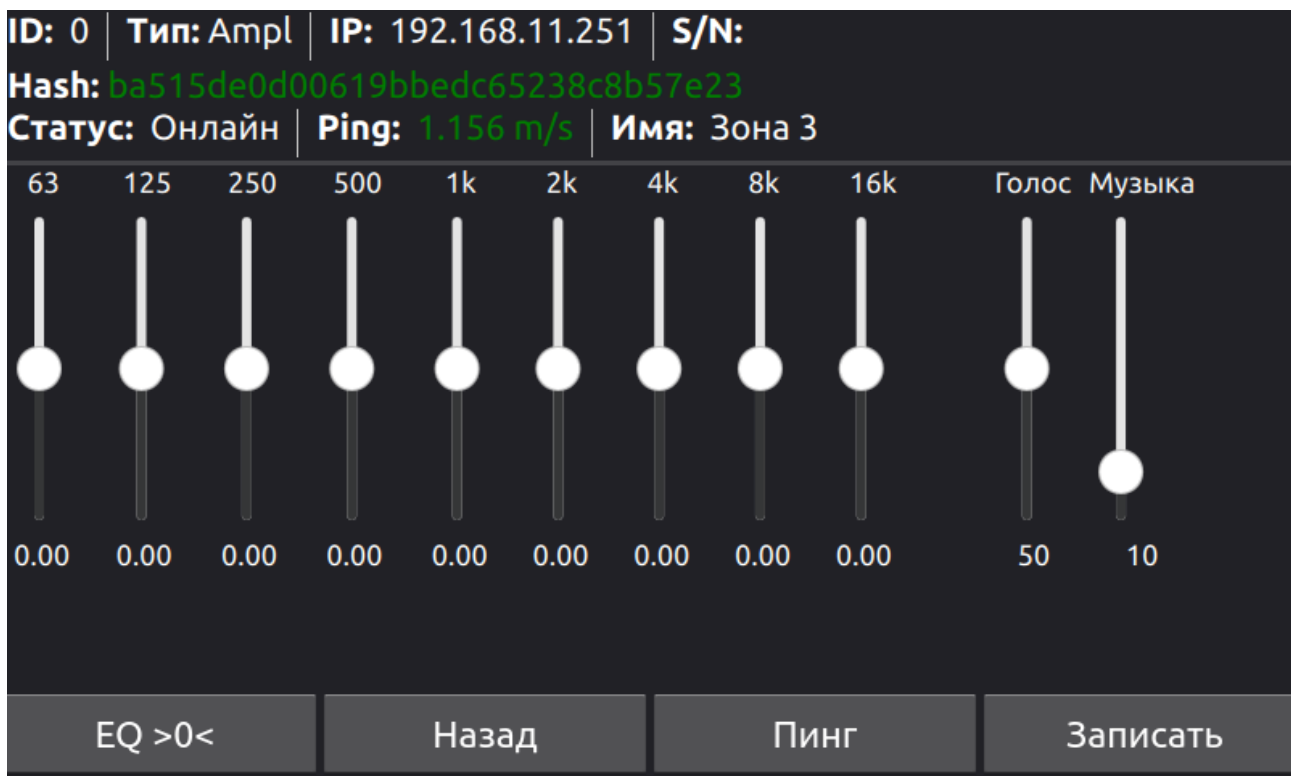 ID: 0 | Тип: Ampl | IP: 192.168.11.251 | S/N:
Hash: ba515de0d00619bbedc65238c8b57e23
Статус: Онлайн | Ping: 1.156 m/s | Имя: Зона 3
63 125 250 500 1k 2k 4k 8k 16k Голос Музыка
0.00 0.00 0.00 0.00 0.00 0.00 0.00 0.00 0.00 50 10
EQ >0< Назад Пинг Записать